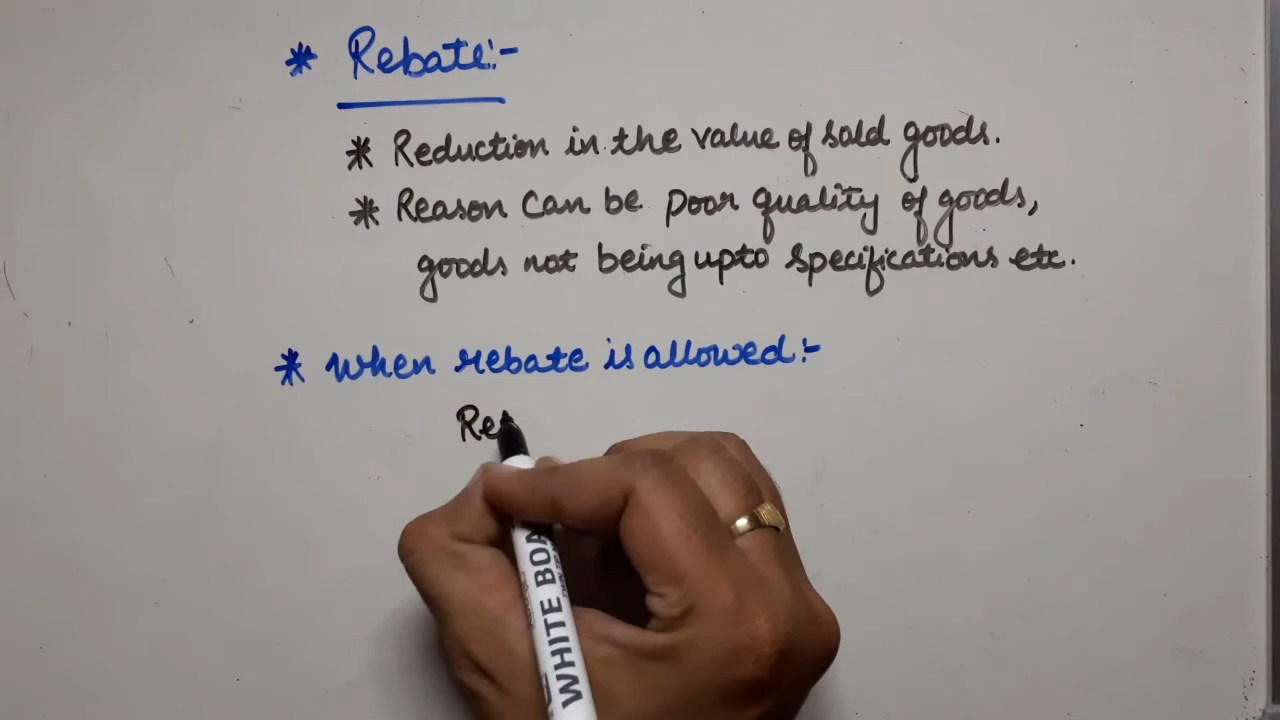 * Rebate:-
* Reduction in the value of sold goods.
* Reason can be poor quality of goods,
goods not being upto specifications etc.
* When rebate is allowed:-
Re
WHITE BOA